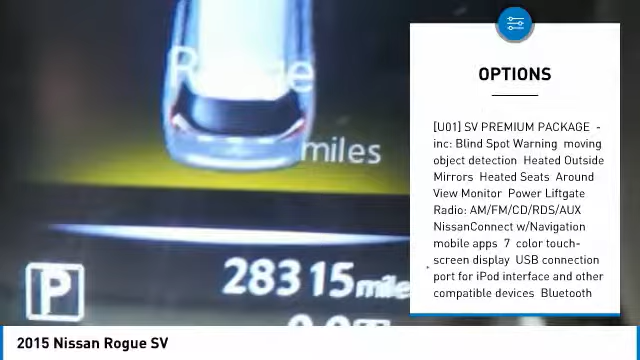 Range
miles
P
28315 miles
OPTIONS
[U01] SV PREMIUM PACKAGE -
inc: Blind Spot Warning moving
object detection Heated Outside
Mirrors Heated Seats Around
View Monitor Power Liftgate
Radio: AM/FM/CD/RDS/AUX
NissanConnect w/Navigation
mobile apps 7 color touch-
screen display USB connection
port for iPod interface and other
compatible devices Bluetooth
2015 Nissan Rogue SV